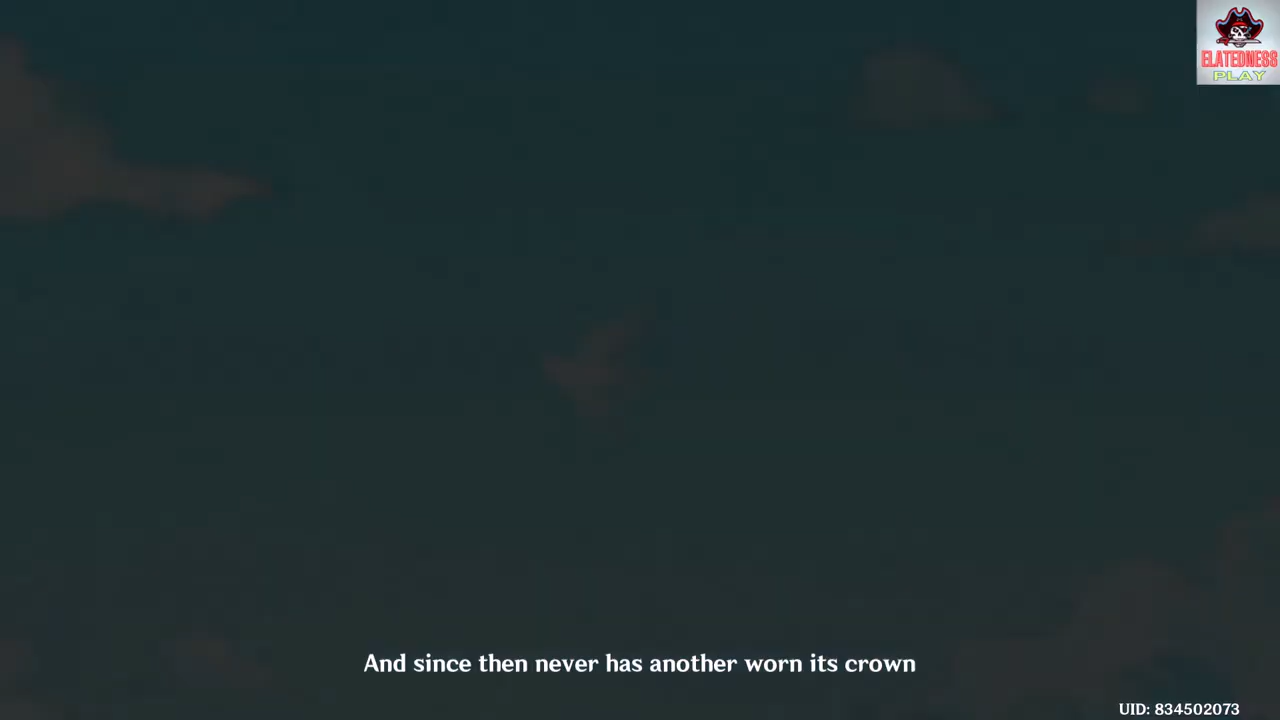 ELATEDNESS
PLAY
And since then never has another worn its crown
UID: 834502073